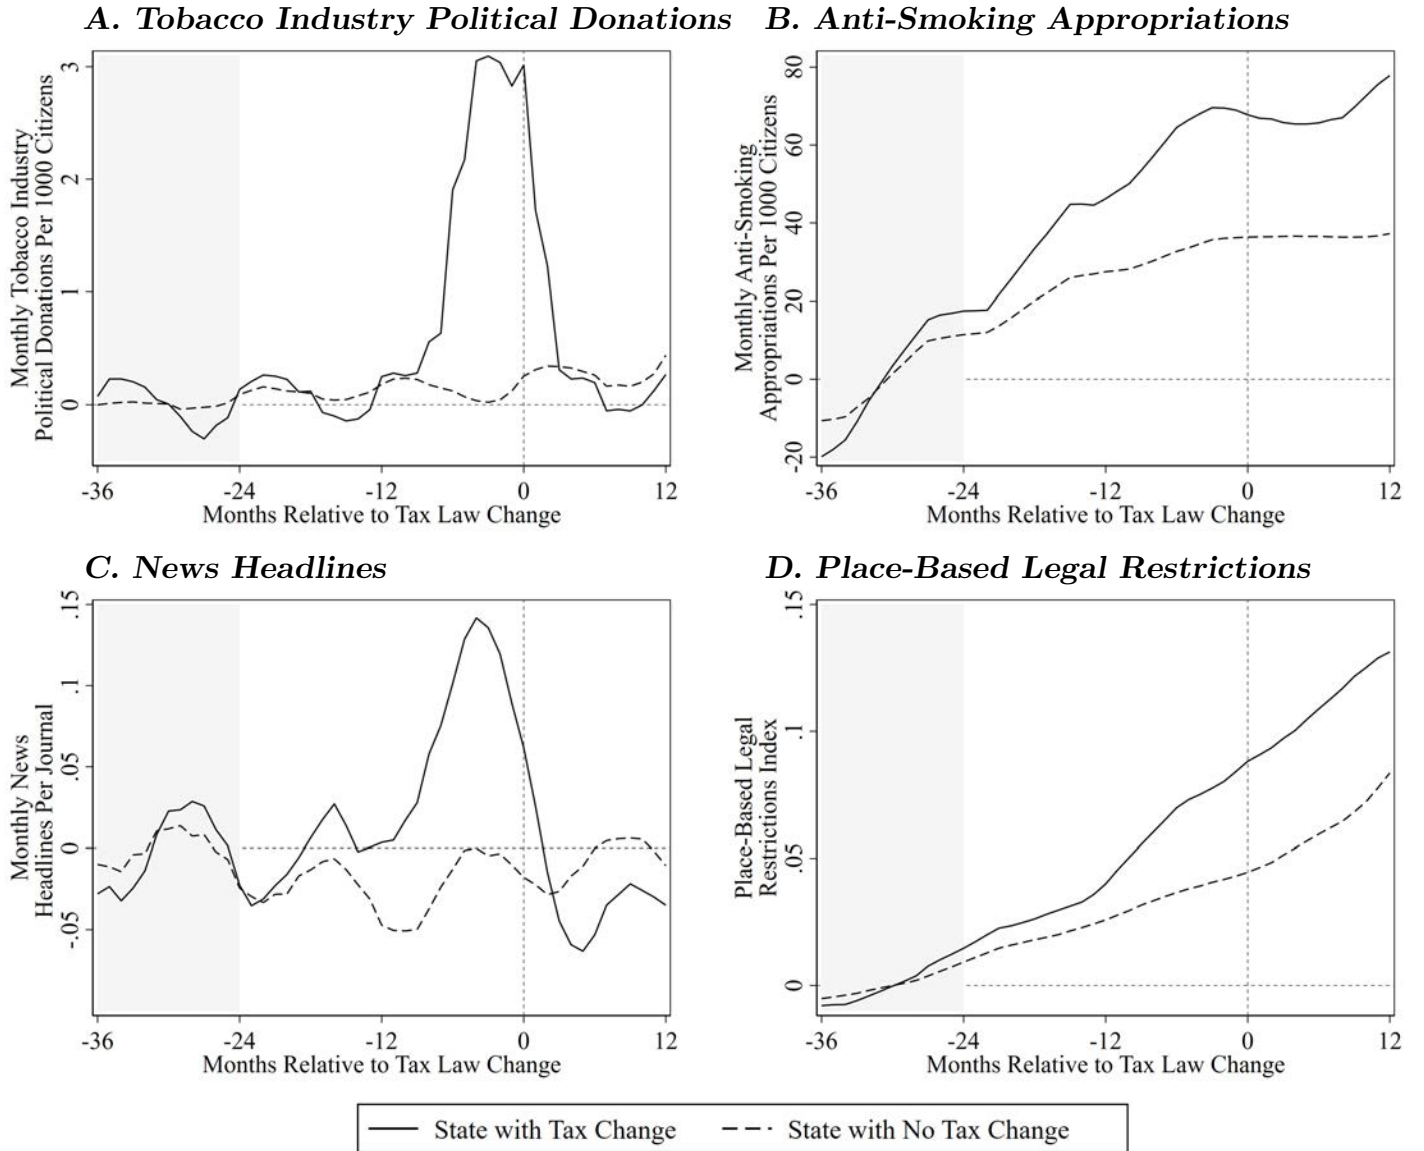 A. Tobacco Industry Political Donations
Monthly Tobacco Industry
Political Donations Per 1000 Citizens
3
2
1
0
-36
-24
-12
0
12
Months Relative to Tax Law Change
B. Anti-Smoking Appropriations
Monthly Anti-Smoking
Appropriations Per 1000 Citizens
80
60
40
20
0
-20
-36
-24
-12
0
12
Months Relative to Tax Law Change
C. News Headlines
Monthly News
Headlines Per Journal
.15
.1
.05
0
-.05
-36
-24
-12
0
12
Months Relative to Tax Law Change
D. Place-Based Legal Restrictions
Place-Based Legal
Restrictions Index
.15
.1
.05
0
-36
-24
-12
0
12
Months Relative to Tax Law Change
State with Tax Change
State with No Tax Change